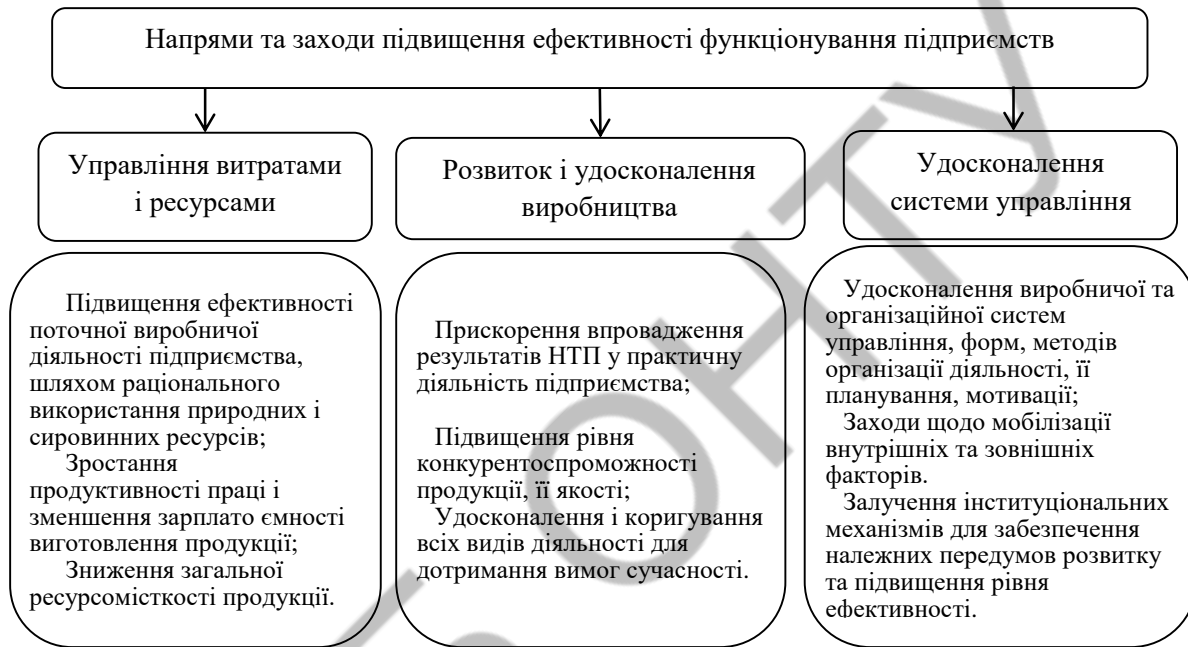 Напрями та заходи підвищення ефективності функціонування підприємств
Управління витратами
і ресурсами
Розвиток і удосконалення
виробництва
Удосконалення
системи управління
Підвищення ефективності
поточної виробничої
діяльності підприємства,
шляхом раціонального
використання природних і
сировинних ресурсів;
Зростання
продуктивності праці і
зменшення зарплато ємності
виготовлення продукції;
Зниження загальної
ресурсомісткості продукції.
Прискорення впровадження
результатів НТП у практичну
діяльність підприємства;
Підвищення рівня
конкурентоспроможності
продукції, її якості;
Удосконалення і коригування
всіх видів діяльності для
дотримання вимог сучасності.
Удосконалення виробничої та
організаційної систем
управління, форм, методів
організації діяльності, її
планування, мотивації;
Заходи щодо мобілізації
внутрішніх та зовнішніх
факторів.
Залучення інституціональних
механізмів для забезпечення
належних передумов розвитку
та підвищення рівня
ефективності.
ОНТУ